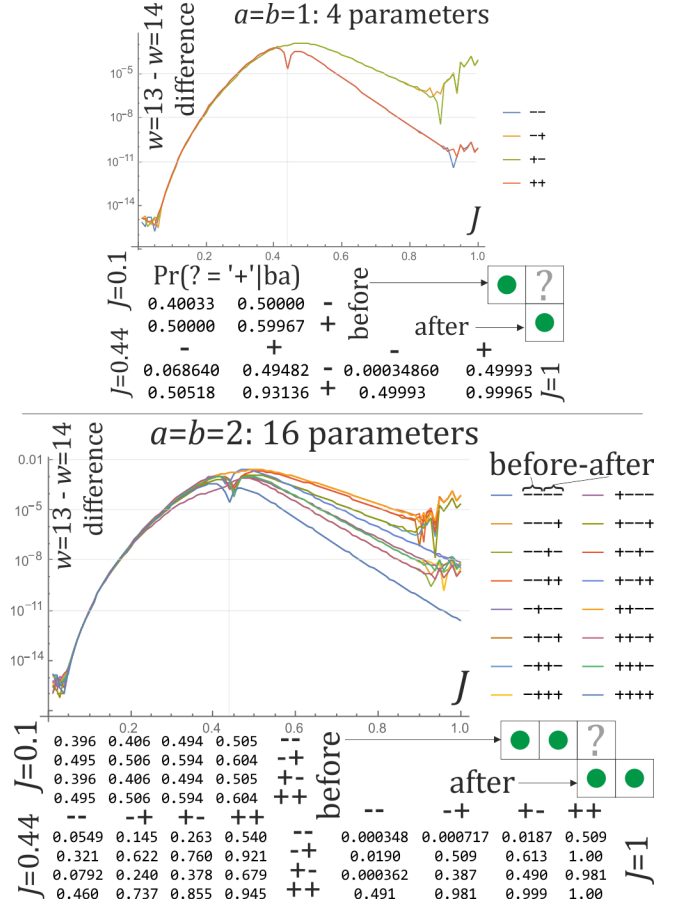 a=b=1: 4 parameters
w=13 - w=14
difference
10⁻⁵
10⁻⁸
10⁻¹¹
10⁻¹⁴
0.2 0.4 0.6 0.8 1.0
J
--
-+
+-
++
J=0.1
Pr(? = '+'|ba)
0.40033 0.50000 -
0.50000 0.59967 +
before
?
after
- +
- +
J=0.44
0.068640 0.49482 - 0.00034860 0.49993
0.50518 0.93136 + 0.49993 0.99965
J=1
a=b=2: 16 parameters
w=13 - w=14
difference
0.01
10⁻⁵
10⁻⁸
10⁻¹¹
10⁻¹⁴
0.2 0.4 0.6 0.8 1.0
J
before-after
---- +---
---+ +--+
--+- +-+-
--++ +-++
-+-- ++--
-+-+ ++-+
-++- +++-
-+++ ++++
J=0.1
0.396 0.406 0.494 0.505 --
0.495 0.506 0.594 0.604 -+
0.396 0.406 0.494 0.505 +-
0.495 0.506 0.594 0.604 ++
before
?
after
-- -+ +- ++
-- -+ +- ++
J=0.44
0.0549 0.145 0.263 0.540 -- 0.000348 0.000717 0.0187 0.509
0.321 0.622 0.760 0.921 -+ 0.0190 0.509 0.613 1.00
0.0792 0.240 0.378 0.679 +- 0.000362 0.387 0.490 0.981
0.460 0.737 0.855 0.945 ++ 0.491 0.981 0.999 1.00
J=1